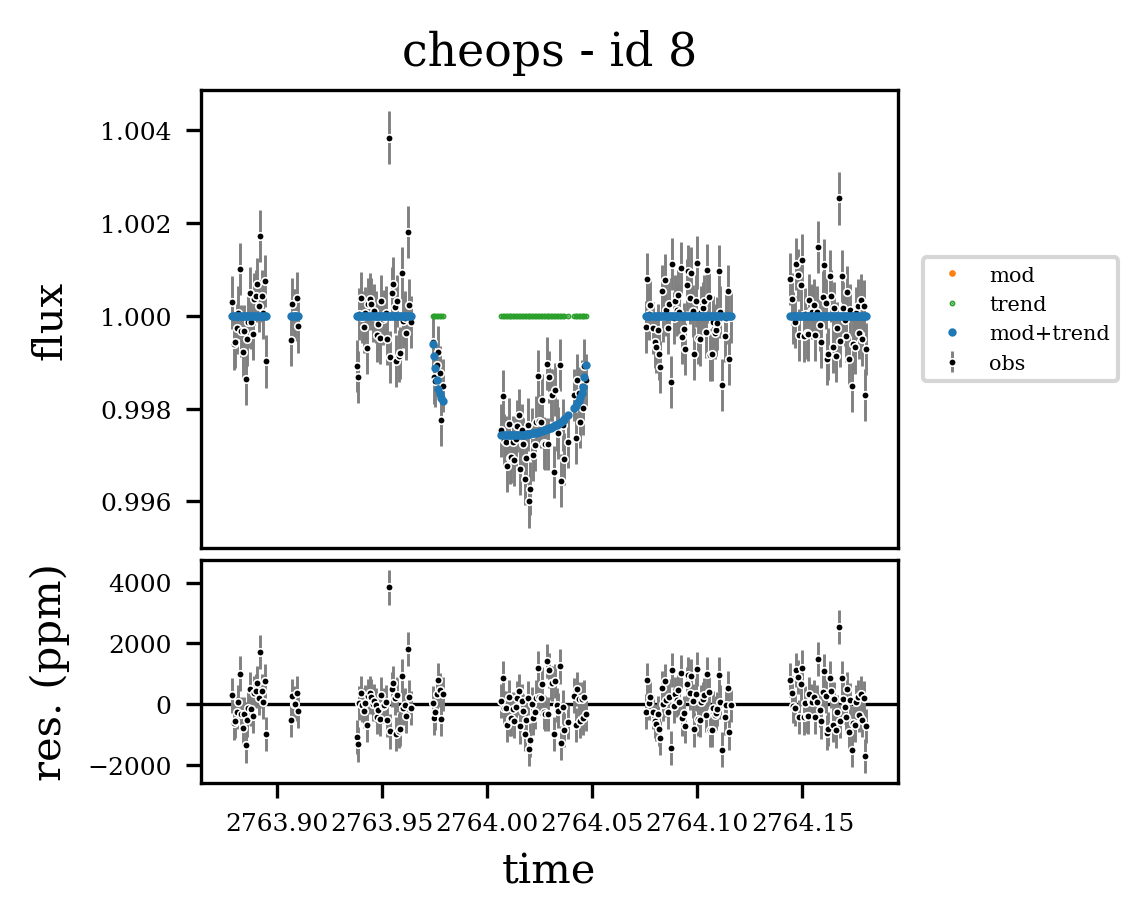 cheops - id 8
flux
1.004
1.002
1.000
0.998
0.996
mod
trend
mod+trend
obs
res. (ppm)
4000
2000
0
−2000
2763.90 2763.95 2764.00 2764.05 2764.10 2764.15
time